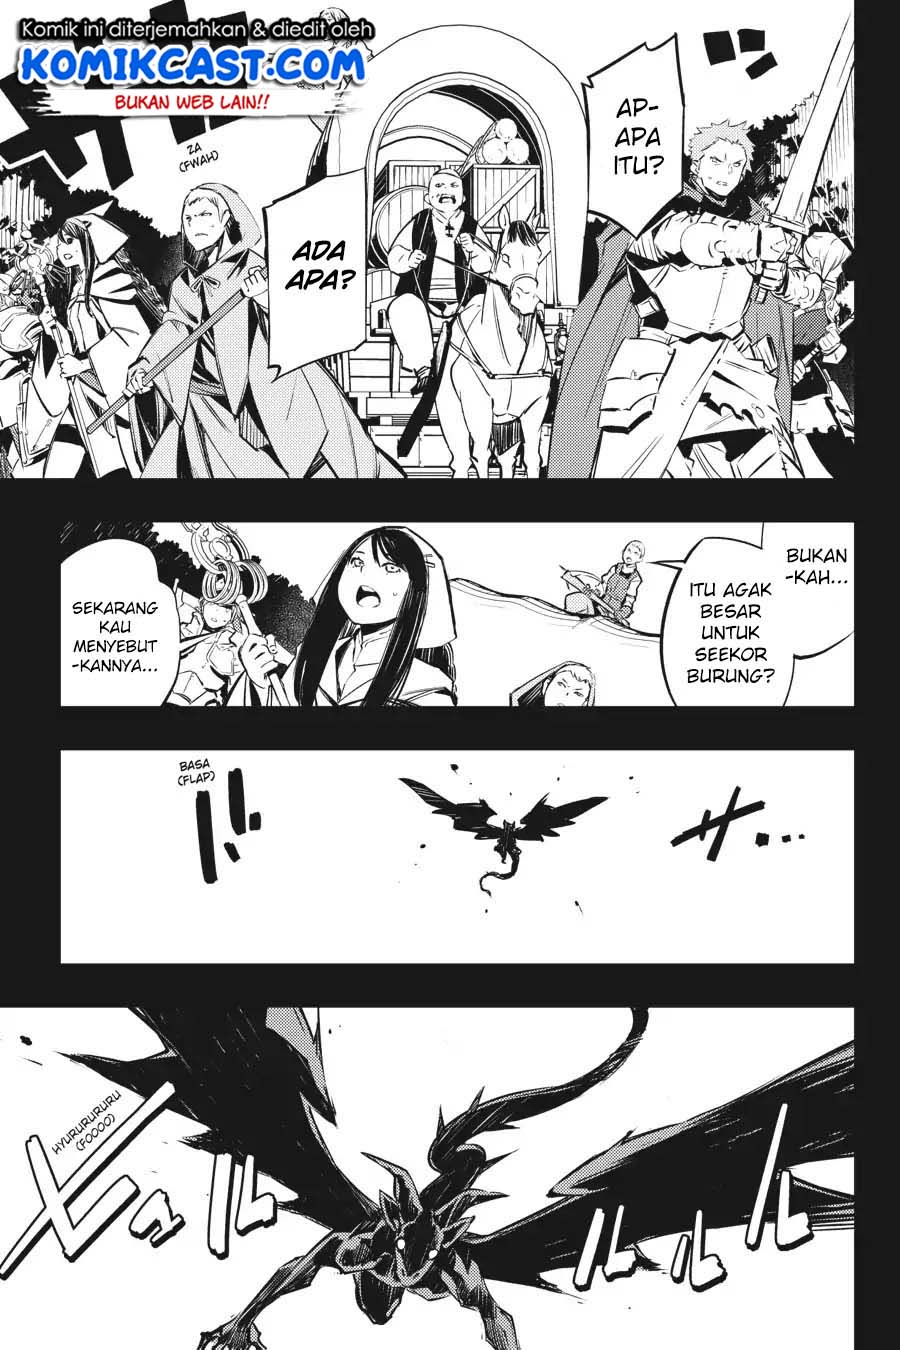 Komik ini diterjemahkan & diedit oleh
KOMIKCAST.COM
BUKAN WEB LAIN!!
AP-
APA
ITU?
ZA
(FWAH)
ADA
APA?
BUKAN
-KAH...
ITU AGAK
BESAR
UNTUK
SEEKOR
BURUNG?
SEKARANG
KAU
MENYEBUT
-KANNYA...
BASA
(FLAP)
HYURURURURU
(FOOOO)